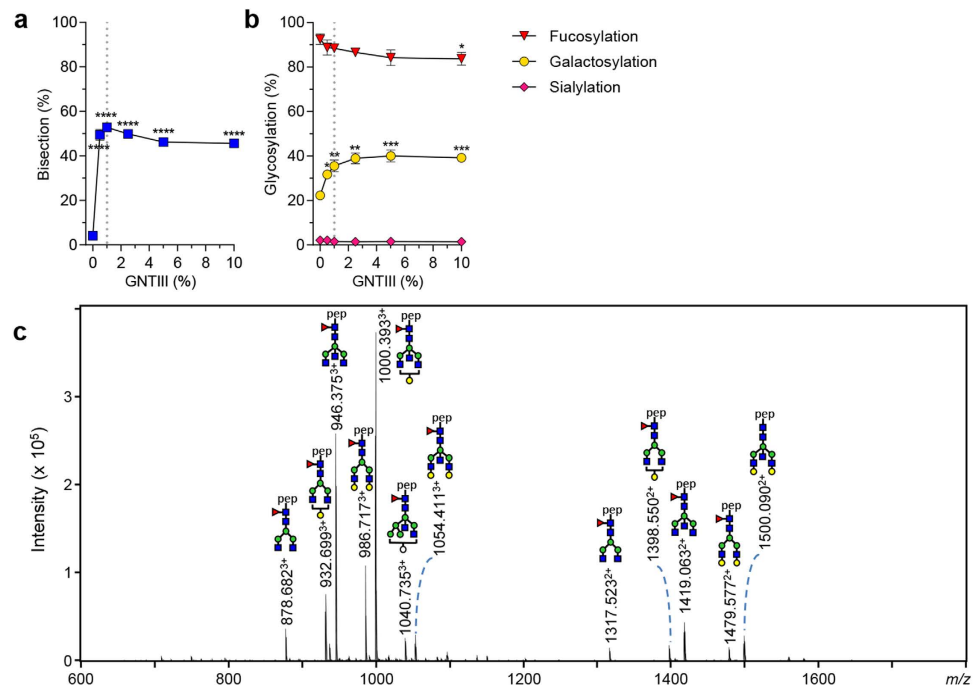 a
100
80
60
40
20
0
Bisection (%)
****
****
****
****
****
0 2 4 6 8 10
GNTIII (%)
b
100
80
60
40
20
0
Glycosylation (%)
*
*
**
**
***
***
0 2 4 6 8 10
GNTIII (%)
Fucosylation
Galactosylation
Sialylation
c
Intensity (x 10⁵)
3
2
1
0
pep
878.682³⁺
pep
932.699³⁺
pep
946.375³⁺
pep
986.717³⁺
pep
1000.393³⁺
pep
1040.735³⁺
pep
1054.411³⁺
pep
1317.523²⁺
pep
1398.550²⁺
pep
1419.063²⁺
pep
1479.577²⁺
pep
1500.090²⁺
600 800 1000 1200 1400 1600 m/z